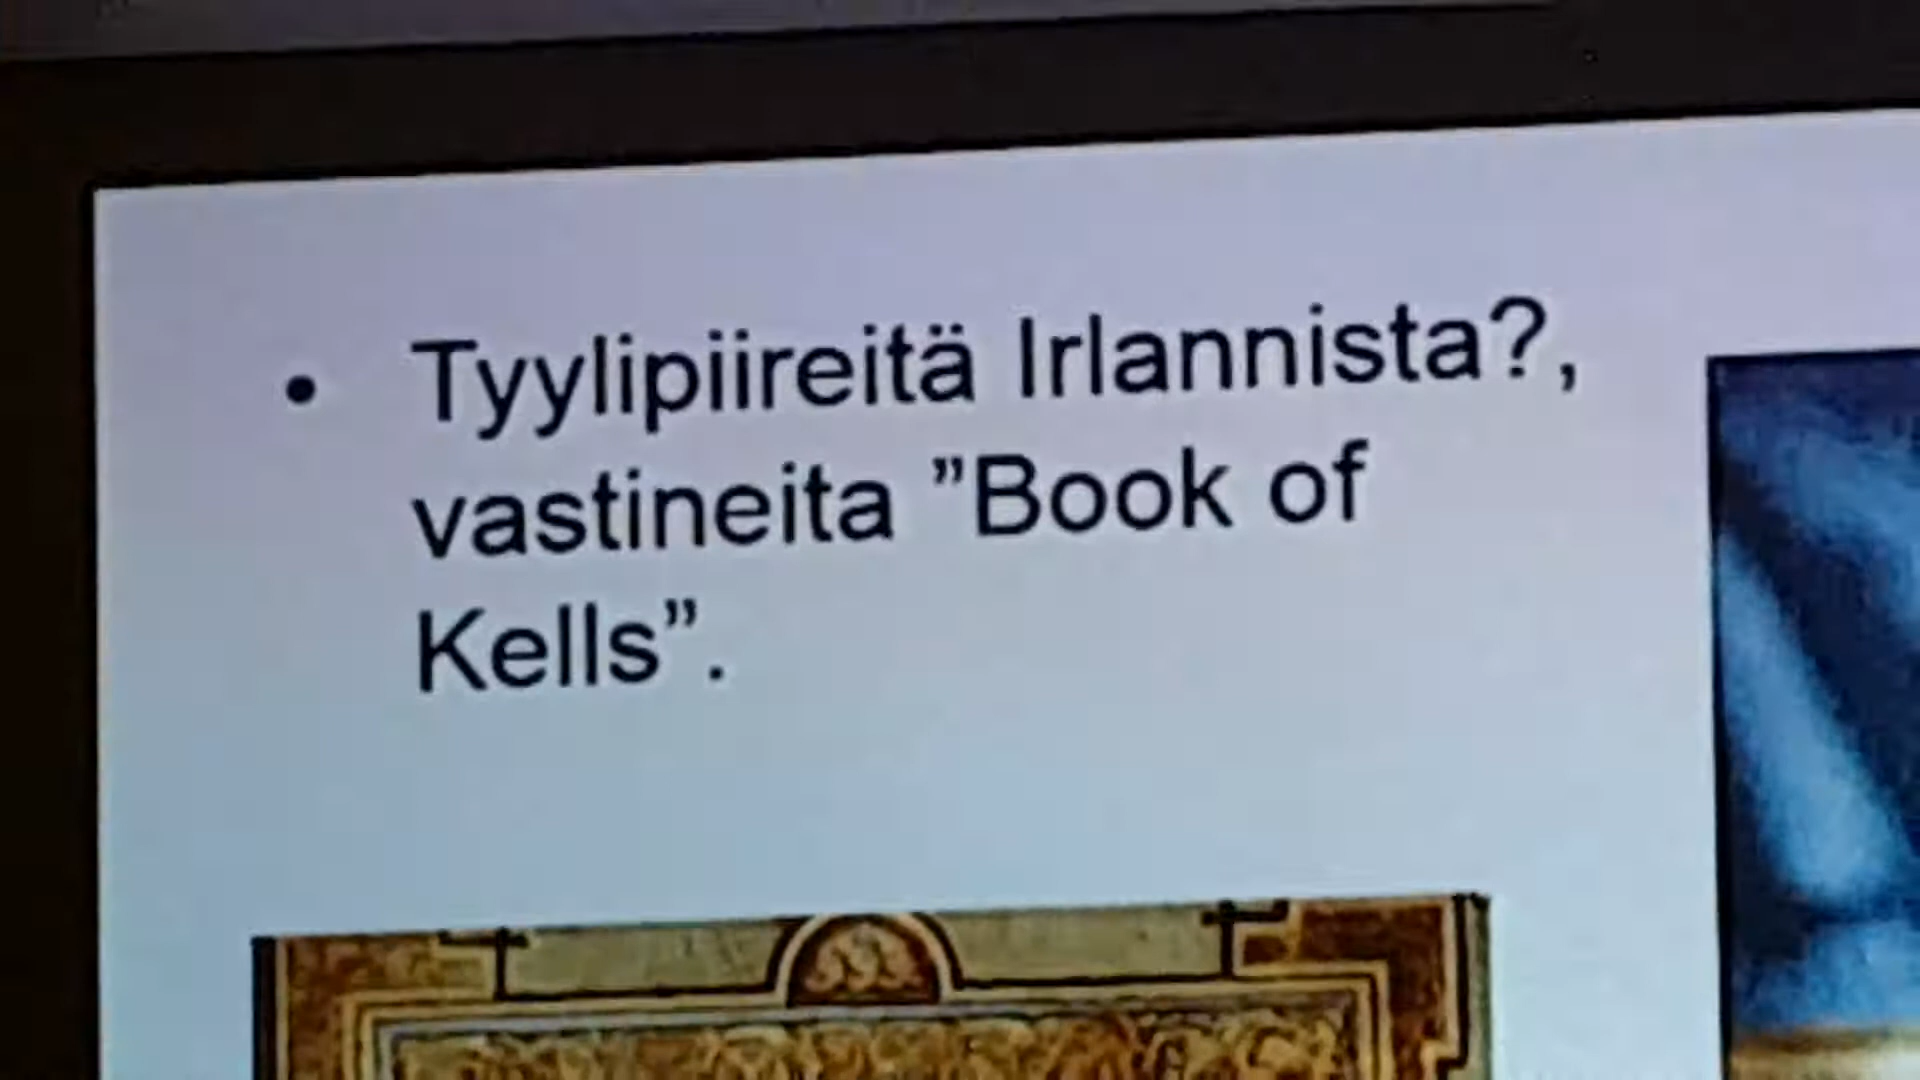 • Tyylipiireitä Irlannista?,
vastineita ”Book of
Kells”.